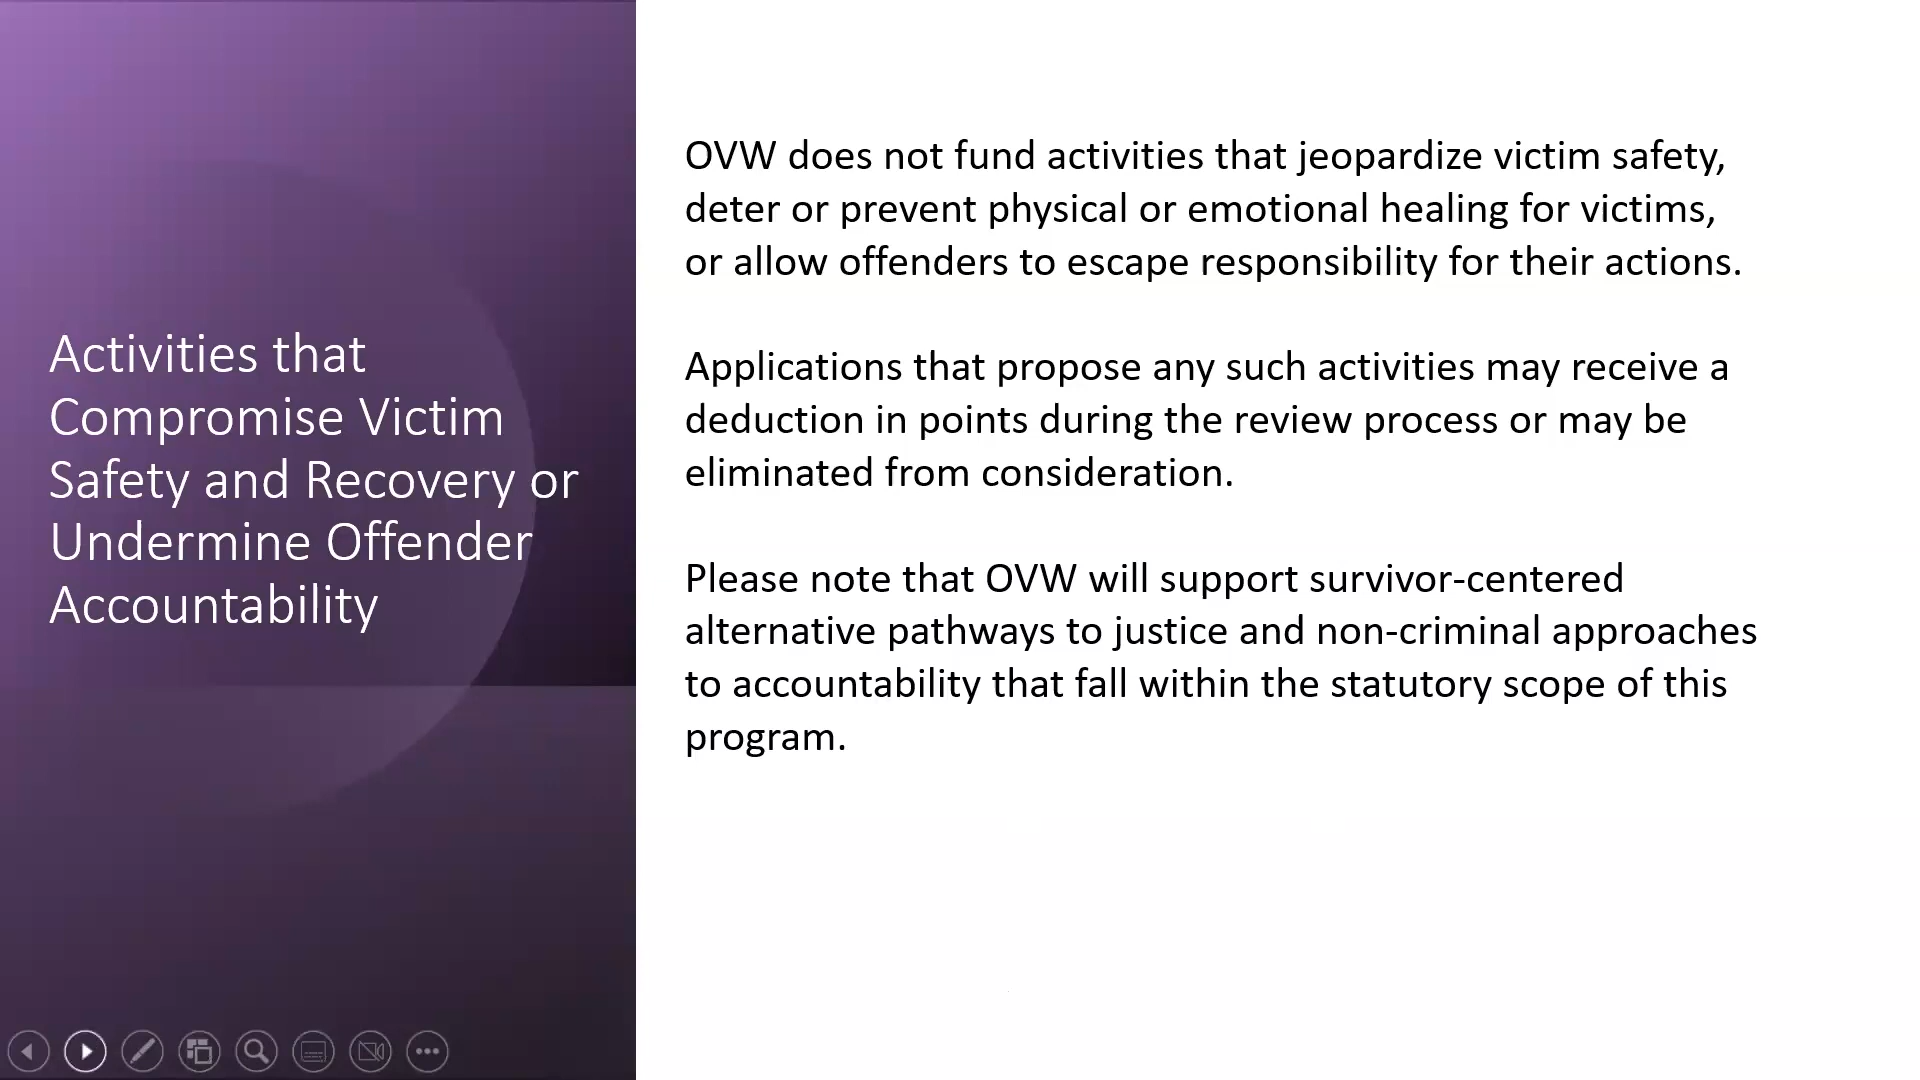 Activities that
Compromise Victim
Safety and Recovery or
Undermine Offender
Accountability
OVW does not fund activities that jeopardize victim safety,
deter or prevent physical or emotional healing for victims,
or allow offenders to escape responsibility for their actions.
Applications that propose any such activities may receive a
deduction in points during the review process or may be
eliminated from consideration.
Please note that OVW will support survivor-centered
alternative pathways to justice and non-criminal approaches
to accountability that fall within the statutory scope of this
program.